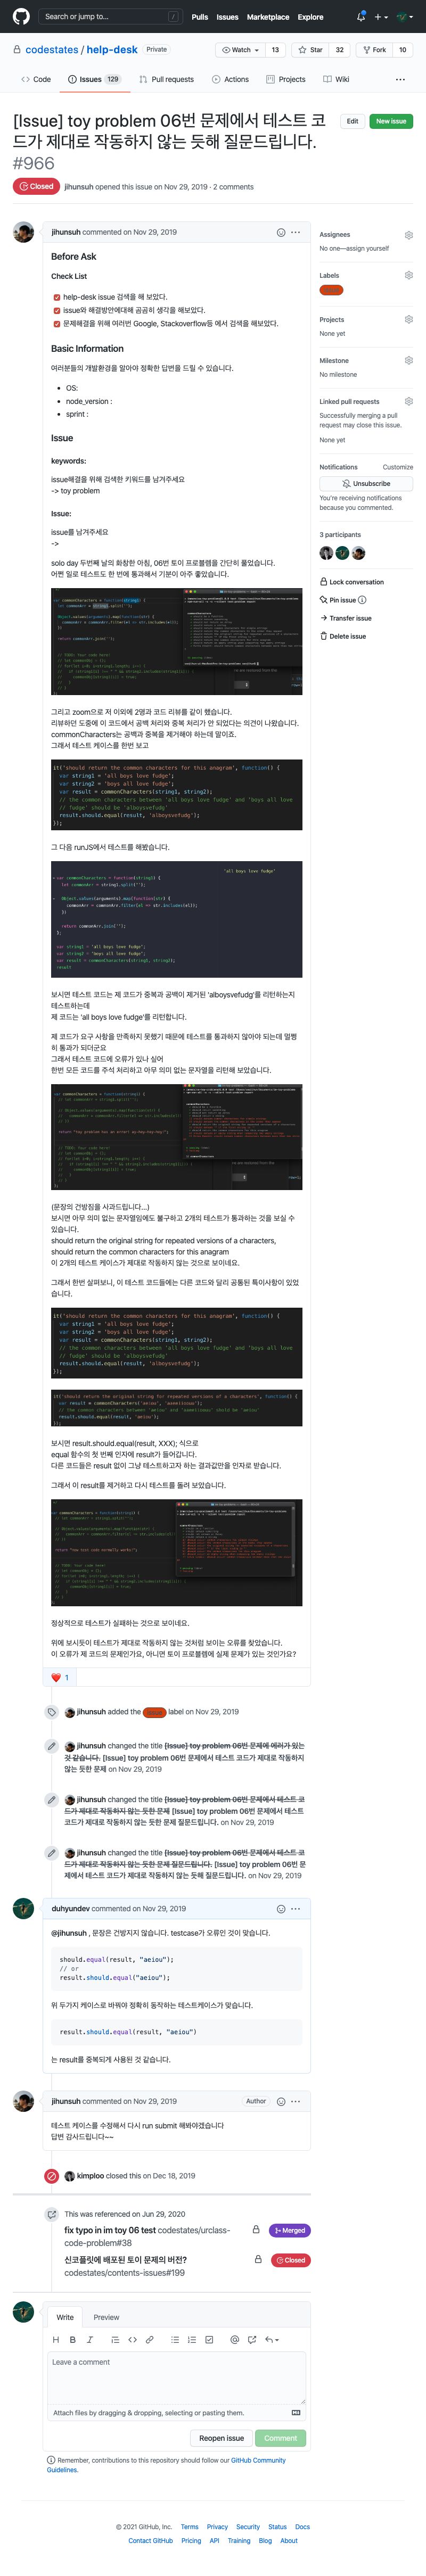 Search or jump to... /
Pulls Issues Marketplace Explore
codestates / help-desk Private
Watch 13 Star 32 Fork 10
Code Issues 129 Pull requests Actions Projects Wiki
[Issue] toy problem 06번 문제에서 테스트 코
드가 제대로 작동하지 않는 듯해 질문드립니다.
#966
Edit New issue
Closed jihunsuh opened this issue on Nov 29, 2019 · 2 comments
jihunsuh commented on Nov 29, 2019
Before Ask
Check List
help-desk issue 검색을 해 보았다.
issue와 해결방안에대해 곰곰히 생각을 해보았다.
문제해결을 위해 여러번 Google, Stackoverflow등 에서 검색을 해보았다.
Basic Information
여러분들의 개발환경을 알아야 정확한 답변을 드릴 수 있습니다.
OS:
node_version :
sprint :
Issue
keywords:
issue해결을 위해 검색한 키워드를 남겨주세요
-> toy problem
Issue:
issue를 남겨주세요
->
solo day 두번째 날의 화창한 아침, 06번 토이 프로블렘을 간단히 풀었습니다.
어쩐 일로 테스트도 한 번에 통과해서 기분이 아주 좋았습니다.
그리고 zoom으로 저 이외에 2명과 코드 리뷰를 같이 했습니다.
리뷰하던 도중에 이 코드에서 공백 처리와 중복 처리가 안 되었다는 의견이 나왔습니다.
commonCharacters는 공백과 중복을 제거해야 하는데 말이죠.
그래서 테스트 케이스를 한번 보고
it('should return the common characters for this anagram', function() {
var string1 = 'all boys love fudge';
var string2 = 'boys love all fudge';
var result = commonCharacters(string1, string2);
// the common characters between 'all boys love fudge' and 'boys all love
// fudge' should be 'alboysvefudg'
result.should.equal(result, 'alboysvefudg');
});
그 다음 runJS에서 테스트를 해봤습니다.
보시면 테스트 코드는 제 코드가 중복과 공백이 제거된 'alboysvefudg'를 리턴하는지
테스트하는데
제 코드는 'all boys love fudge'를 리턴합니다.
제 코드가 요구 사항을 만족하지 못했기 때문에 테스트를 통과하지 않아야 되는데 멀쩡
히 통과가 되더군요
그래서 테스트 코드에 오류가 있나 싶어
한번 모든 코드를 주석 처리하고 아무 의미 없는 문자열을 리턴해 보았습니다.
(문장의 건방짐을 사과드립니다...)
보시면 아무 의미 없는 문자열임에도 불구하고 2개의 테스트가 통과하는 것을 보실 수
있습니다.
should return the original string for repeated versions of a characters,
should return the common characters for this anagram
이 2개의 테스트 케이스가 제대로 작동하지 않는 것으로 보이네요.
그래서 한번 살펴보니, 이 테스트 코드들에는 다른 코드와 달리 공통된 특이사항이 있었
습니다.
it('should return the common characters for this anagram', function() {
var string1 = 'all boys love fudge';
var string2 = 'boys love all fudge';
var result = commonCharacters(string1, string2);
// the common characters between 'all boys love fudge' and 'boys all love
// fudge' should be 'alboysvefudg'
result.should.equal(result, 'alboysvefudg');
});
it('should return the original string for repeated versions of a characters', function() {
var result = commonCharacters('aeiou', 'aeeeiiouuu');
// the common characters between 'aeiou' and 'aeeeiiouu' should be 'aeiou'
result.should.equal(result, 'aeiou');
});
보시면 result.should.equal(result, XXX); 식으로
equal 함수의 첫 번째 인자에 result가 들어갑니다.
다른 코드들은 result 없이 그냥 테스트하고자 하는 결과값만을 인자로 받습니다.
그래서 이 result를 제거하고 다시 테스트를 돌려 보았습니다.
정상적으로 테스트가 실패하는 것으로 보이네요.
위에 보시듯이 테스트가 제대로 작동하지 않는 것처럼 보이는 오류를 찾았습니다.
이 오류가 제 코드의 문제인가요, 아니면 토이 프로블렘에 실제 문제가 있는 것인가요?
1
jihunsuh added the label on Nov 29, 2019
jihunsuh changed the title [Issue] toy problem 06번 문제에 에러가 있는
것 같습니다. [Issue] toy problem 06번 문제에서 테스트 코드가 제대로 작동하지
않는 듯한 문제 on Nov 29, 2019
jihunsuh changed the title [Issue] toy problem 06번 문제에서 테스트 코
드가 제대로 작동하지 않는 듯한 문제 [Issue] toy problem 06번 문제에서 테스트
코드가 제대로 작동하지 않는 듯한 문제 질문드립니다. on Nov 29, 2019
jihunsuh changed the title [Issue] toy problem 06번 문제에서 테스트 코
드가 제대로 작동하지 않는 듯한 문제 질문드립니다. [Issue] toy problem 06번 문
제에서 테스트 코드가 제대로 작동하지 않는 듯해 질문드립니다. on Nov 29, 2019
duhyundev commented on Nov 29, 2019
@jihunsuh , 문장은 건방지지 않습니다. testcase가 오류인 것이 맞습니다.
should.equal(result, "aeiou");
// or
result.should.equal("aeiou");
위 두가지 케이스로 바꿔야 정확히 동작하는 테스트케이스가 맞습니다.
result.should.equal(result, "aeiou")
는 result를 중복되게 사용된 것 같습니다.
jihunsuh commented on Nov 29, 2019 Author
테스트 케이스를 수정해서 다시 run submit 해봐야겠습니다
답변 감사드립니다~~
kimploo closed this on Dec 18, 2019
This was referenced on Jun 29, 2020
fix typo in im toy 06 test codestates/urclass-
code-problem#38
Merged
신코플릿에 배포된 토이 문제의 버전?
codestates/contents-issues#199
Closed
Write Preview
Leave a comment
Attach files by dragging & dropping, selecting or pasting them.
Reopen issue Comment
Remember, contributions to this repository should follow our GitHub Community
Guidelines.
Assignees
No one—assign yourself
Labels
Projects
None yet
Milestone
No milestone
Linked pull requests
Successfully merging a pull
request may close this issue.
None yet
Notifications Customize
Unsubscribe
You're receiving notifications
because you commented.
3 participants
Lock conversation
Pin issue
Transfer issue
Delete issue
© 2021 GitHub, Inc. Terms Privacy Security Status Docs
Contact GitHub Pricing API Training Blog About